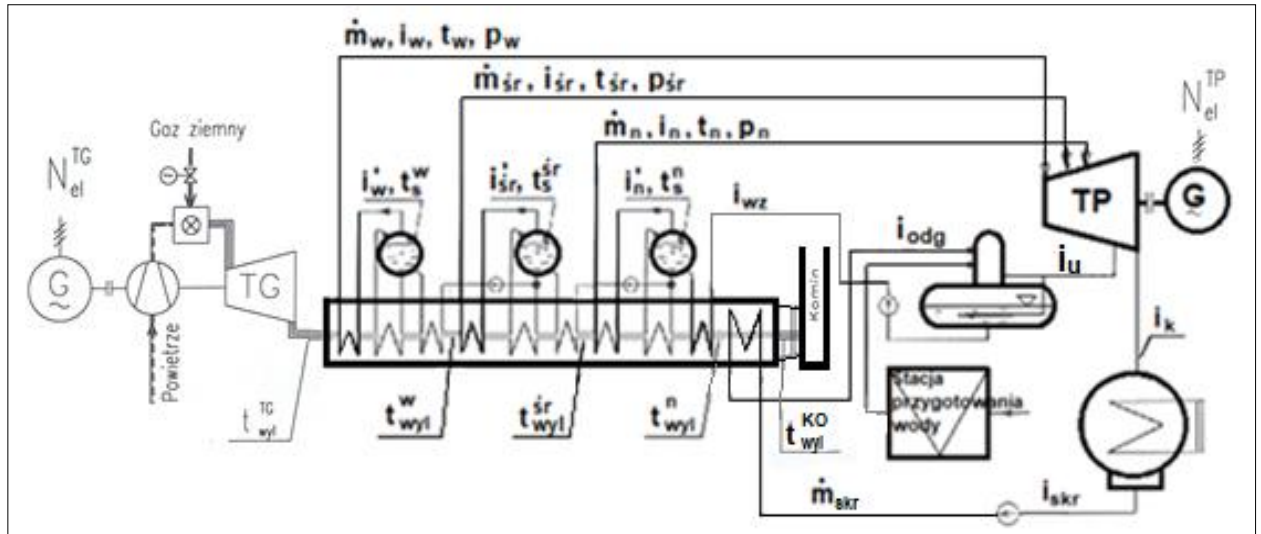 ṁw, iw, tw, pw
ṁśr, iśr, tśr, pśr
ṁn, in, tn, pn
Gaz ziemny
N el TG
N el TP
i'w, t s w
i'śr, t s śr
i'n, t s n
iwz
iodg
TP
G
~
G
~
TG
iu
Komin
Powietrze
ik
Stacja
przygotowania
wody
t wyl TG
t wyl w
t wyl śr
t wyl n
t wyl KO
ṁskr
iskr